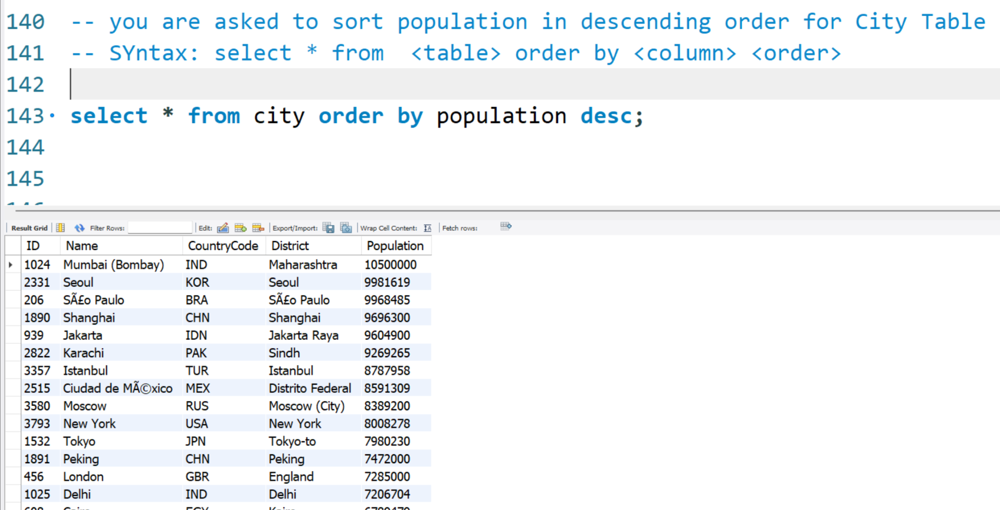 140 -- you are asked to sort population in descending order for City Table
141 -- SYntax: select * from  <table> order by <column> <order>
142
143 select * from city order by population desc;
144
145
Result Grid Filter Rows: Edit: Export/Import: Wrap Cell Content: Fetch rows:
ID Name CountryCode District Population
1024 Mumbai (Bombay) IND Maharashtra 10500000
2331 Seoul KOR Seoul 9981619
206 SÃ£o Paulo BRA SÃ£o Paulo 9968485
1890 Shanghai CHN Shanghai 9696300
939 Jakarta IDN Jakarta Raya 9604900
2822 Karachi PAK Sindh 9269265
3357 Istanbul TUR Istanbul 8787958
2515 Ciudad de MÃ©xico MEX Distrito Federal 8591309
3580 Moscow RUS Moscow (City) 8389200
3793 New York USA New York 8008278
1532 Tokyo JPN Tokyo-to 7980230
1891 Peking CHN Peking 7472000
456 London GBR England 7285000
1025 Delhi IND Delhi 7206704